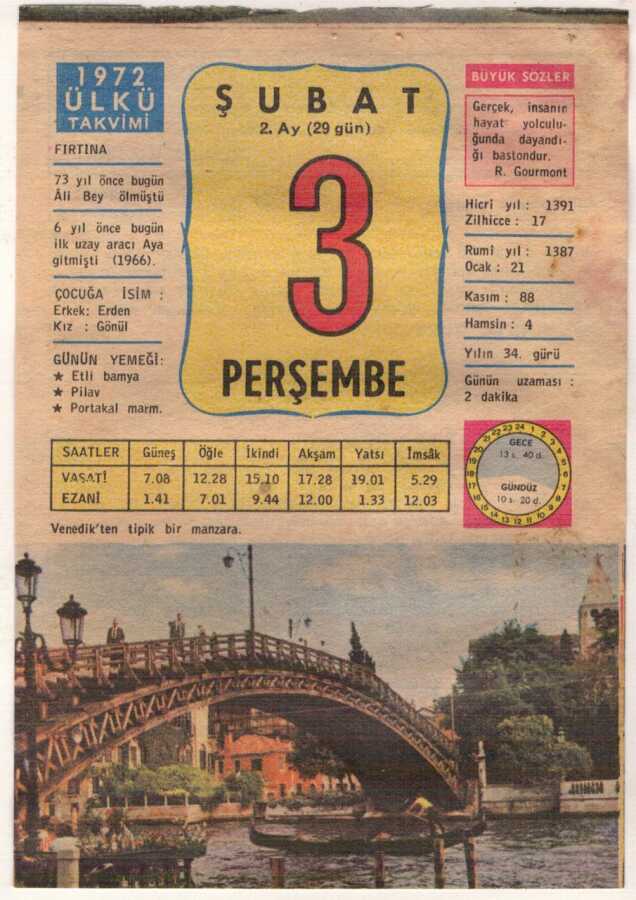 1972
ÜLKÜ
TAKVİMİ
FIRTINA
73 yıl önce bugün
Âli Bey ölmüştü
6 yıl önce bugün
ilk uzay aracı Aya
gitmişti (1966).
ÇOCUĞA İSİM :
Erkek: Erden
Kız : Gönül
GÜNÜN YEMEĞİ:
★ Etli bamya
★ Pilav
★ Portakal marm.
ŞUBAT
2. Ay (29 gün)
3
PERŞEMBE
BÜYÜK SÖZLER
Gerçek, insanın
hayat yolculu-
ğunda dayandı-
ğı bastondur.
R. Gourmont
Hicrî yıl : 1391
Zilhicce : 17
Rumî yıl : 1387
Ocak : 21
Kasım : 88
Hamsin : 4
Yılın 34. gürü
Günün uzaması :
2 dakika
SAATLER Güneş Öğle İkindi Akşam Yatsı İmsâk
VASATİ 7.08 12.28 15.10 17.28 19.01 5.29
EZANİ 1.41 7.01 9.44 12.00 1.33 12.03
GECE
13 s. 40 d.
GÜNDÜZ
10 s. 20 d.
Venedik'ten tipik bir manzara.